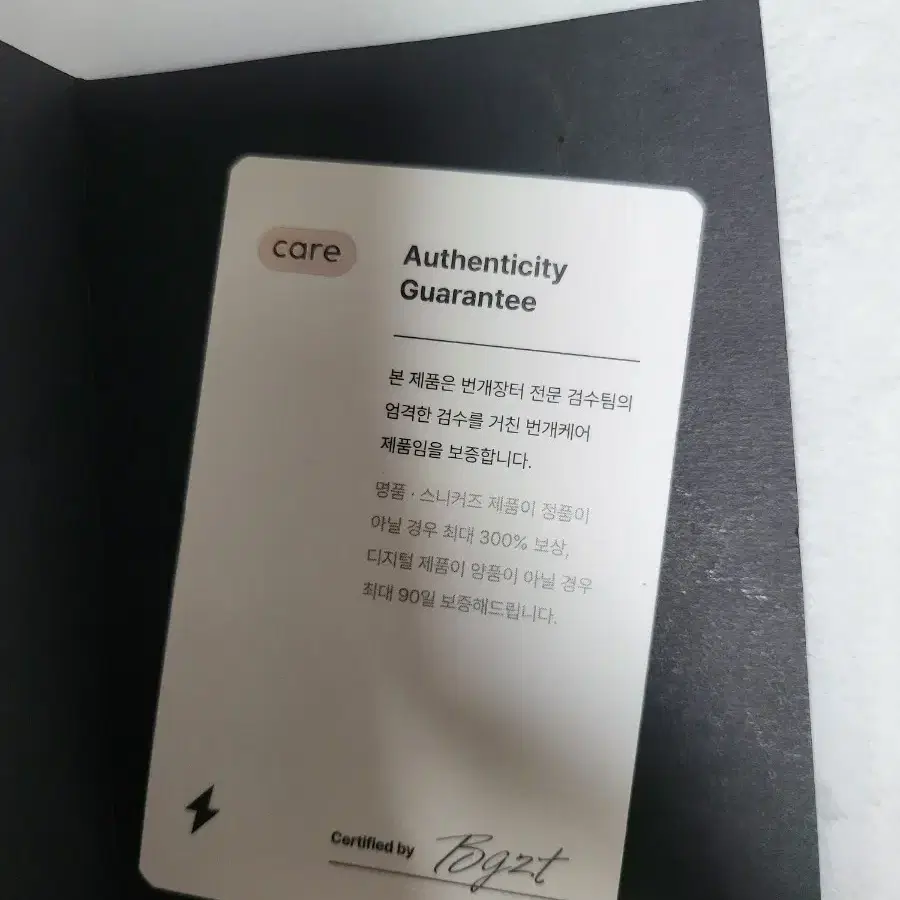 care
Authenticity
Guarantee
본 제품은 번개장터 전문 검수팀의
엄격한 검수를 거친 번개케어
제품임을 보증합니다.
명품 · 스니커즈 제품이 정품이
아닐 경우 최대 300% 보상,
디지털 제품이 양품이 아닐 경우
최대 90일 보증해드립니다.
Certified by Bgzt